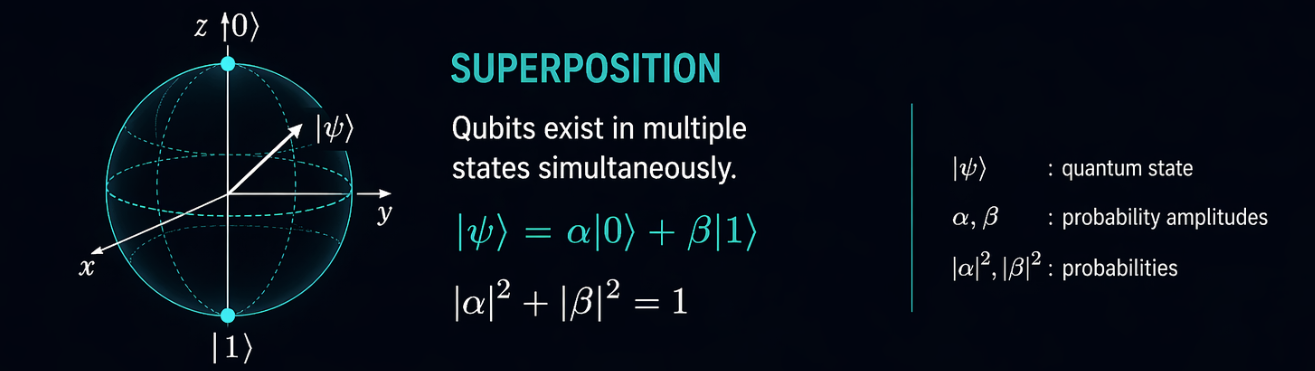 z |0⟩
|ψ⟩
y
x
|1⟩
SUPERPOSITION
Qubits exist in multiple
states simultaneously.
|ψ⟩ = α|0⟩ + β|1⟩
|α|² + |β|² = 1
|ψ⟩ : quantum state
α, β : probability amplitudes
|α|², |β|² : probabilities